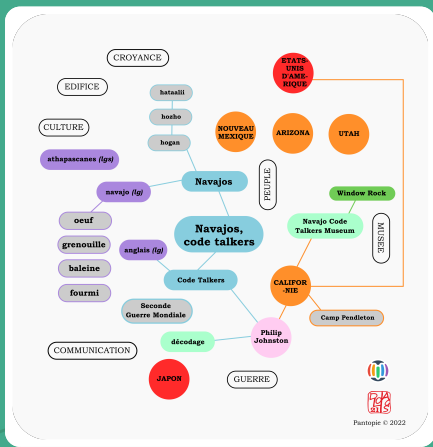 CROYANCE
ETATS-
UNIS
D'AME-
RIQUE
EDIFICE
hataalii
hozho
CULTURE
NOUVEAU
MEXIQUE
ARIZONA
UTAH
hogan
athapascanes (lgs)
Navajos
PEUPLE
navajo (lg)
Window Rock
oeuf
Navajo Code
Talkers Museum
MUSEE
Navajos,
code talkers
grenouille
anglais (lg)
baleine
Code Talkers
CALIFOR
-NIE
fourmi
Seconde
Guerre Mondiale
Camp Pendleton
Philip
Johnston
décodage
COMMUNICATION
JAPON
GUERRE
Pantopic © 2022